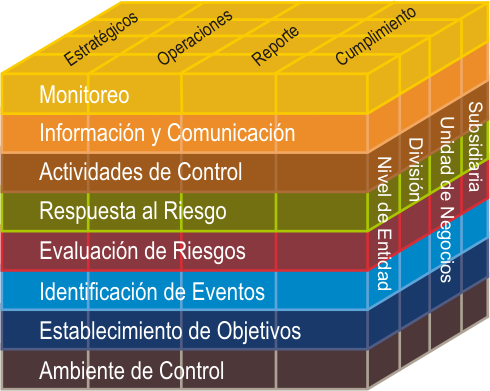 Estratégicos
Operaciones
Reporte
Cumplimiento
Monitoreo
Información y Comunicación
Actividades de Control
Respuesta al Riesgo
Evaluación de Riesgos
Identificación de Eventos
Establecimiento de Objetivos
Ambiente de Control
Nivel de Entidad
División
Unidad de Negocios
Subsidiaria